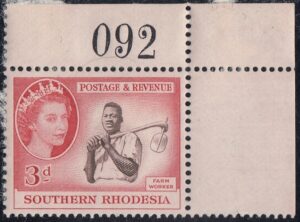 092
POSTAGE & REVENUE
FARM
WORKER
3d
SOUTHERN RHODESIA